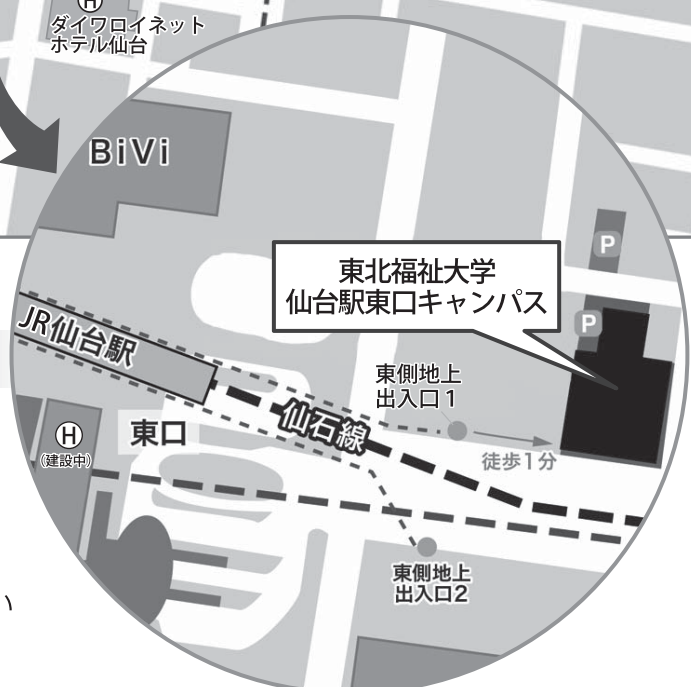 H
ダイワロイネット
ホテル仙台
BiVi
P
東北福祉大学
仙台駅東口キャンパス
P
JR仙台駅
東側地上
出入口1
仙石線
H
(建設中)
東口
徒歩1分
東側地上
出入口2
い